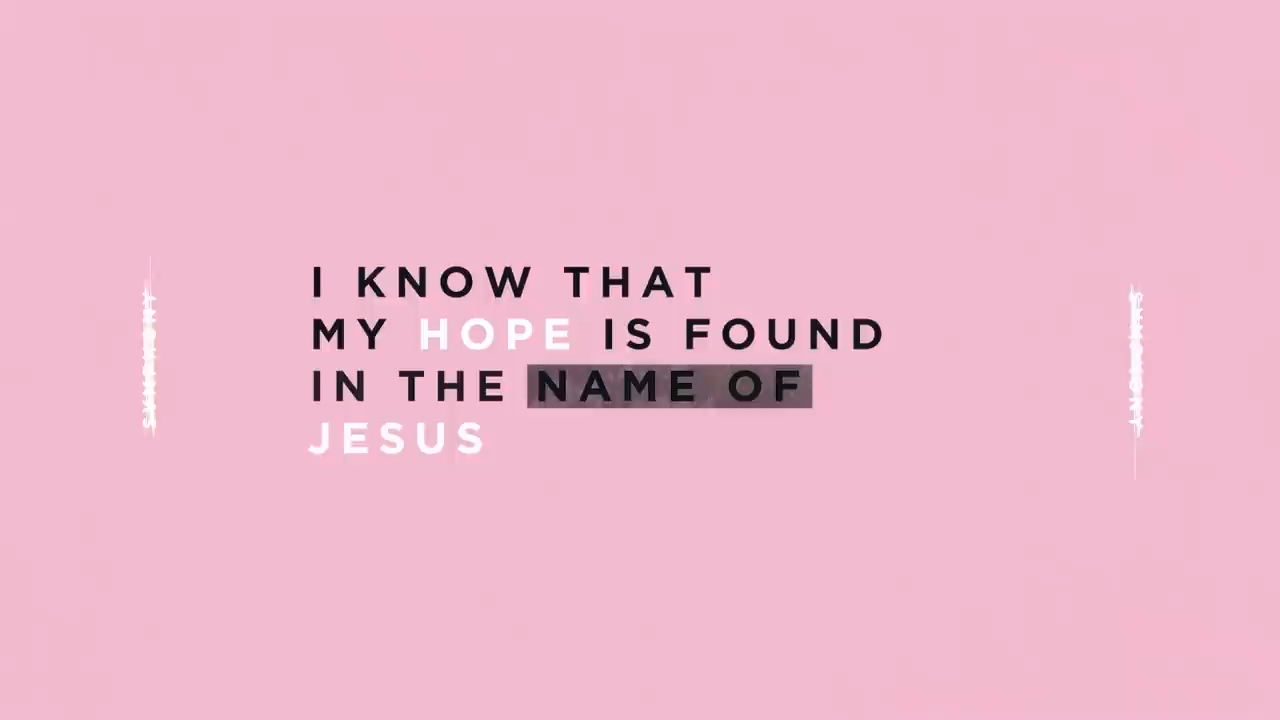 I KNOW THAT
MY HOPE IS FOUND
IN THE NAME OF
JESUS